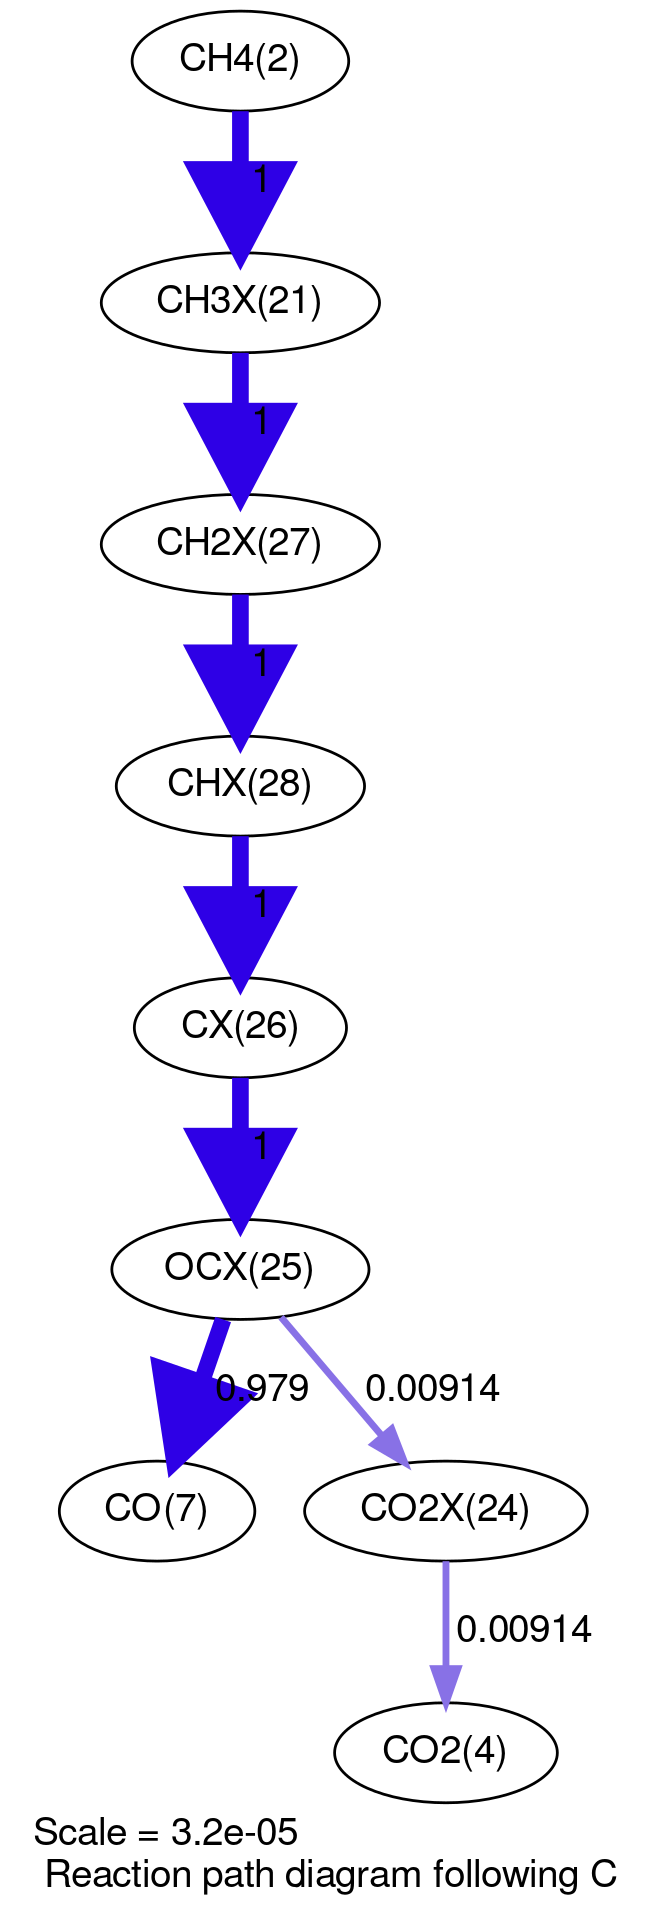 CH4(2)
1
CH3X(21)
1
CH2X(27)
1
CHX(28)
1
CX(26)
1
OCX(25)
0.979
0.00914
CO(7)
CO2X(24)
0.00914
CO2(4)
Scale = 3.2e-05
Reaction path diagram following C